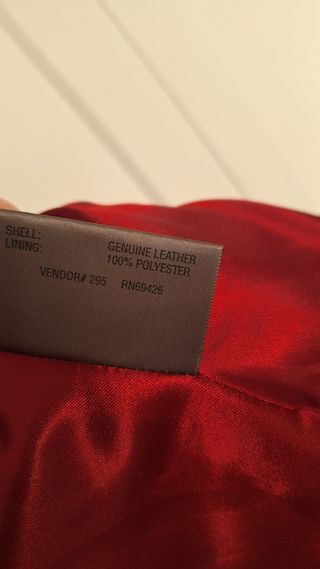 SHELL: GENUINE LEATHER
LINING: 100% POLYESTER
VENDOR# 295 RN69426